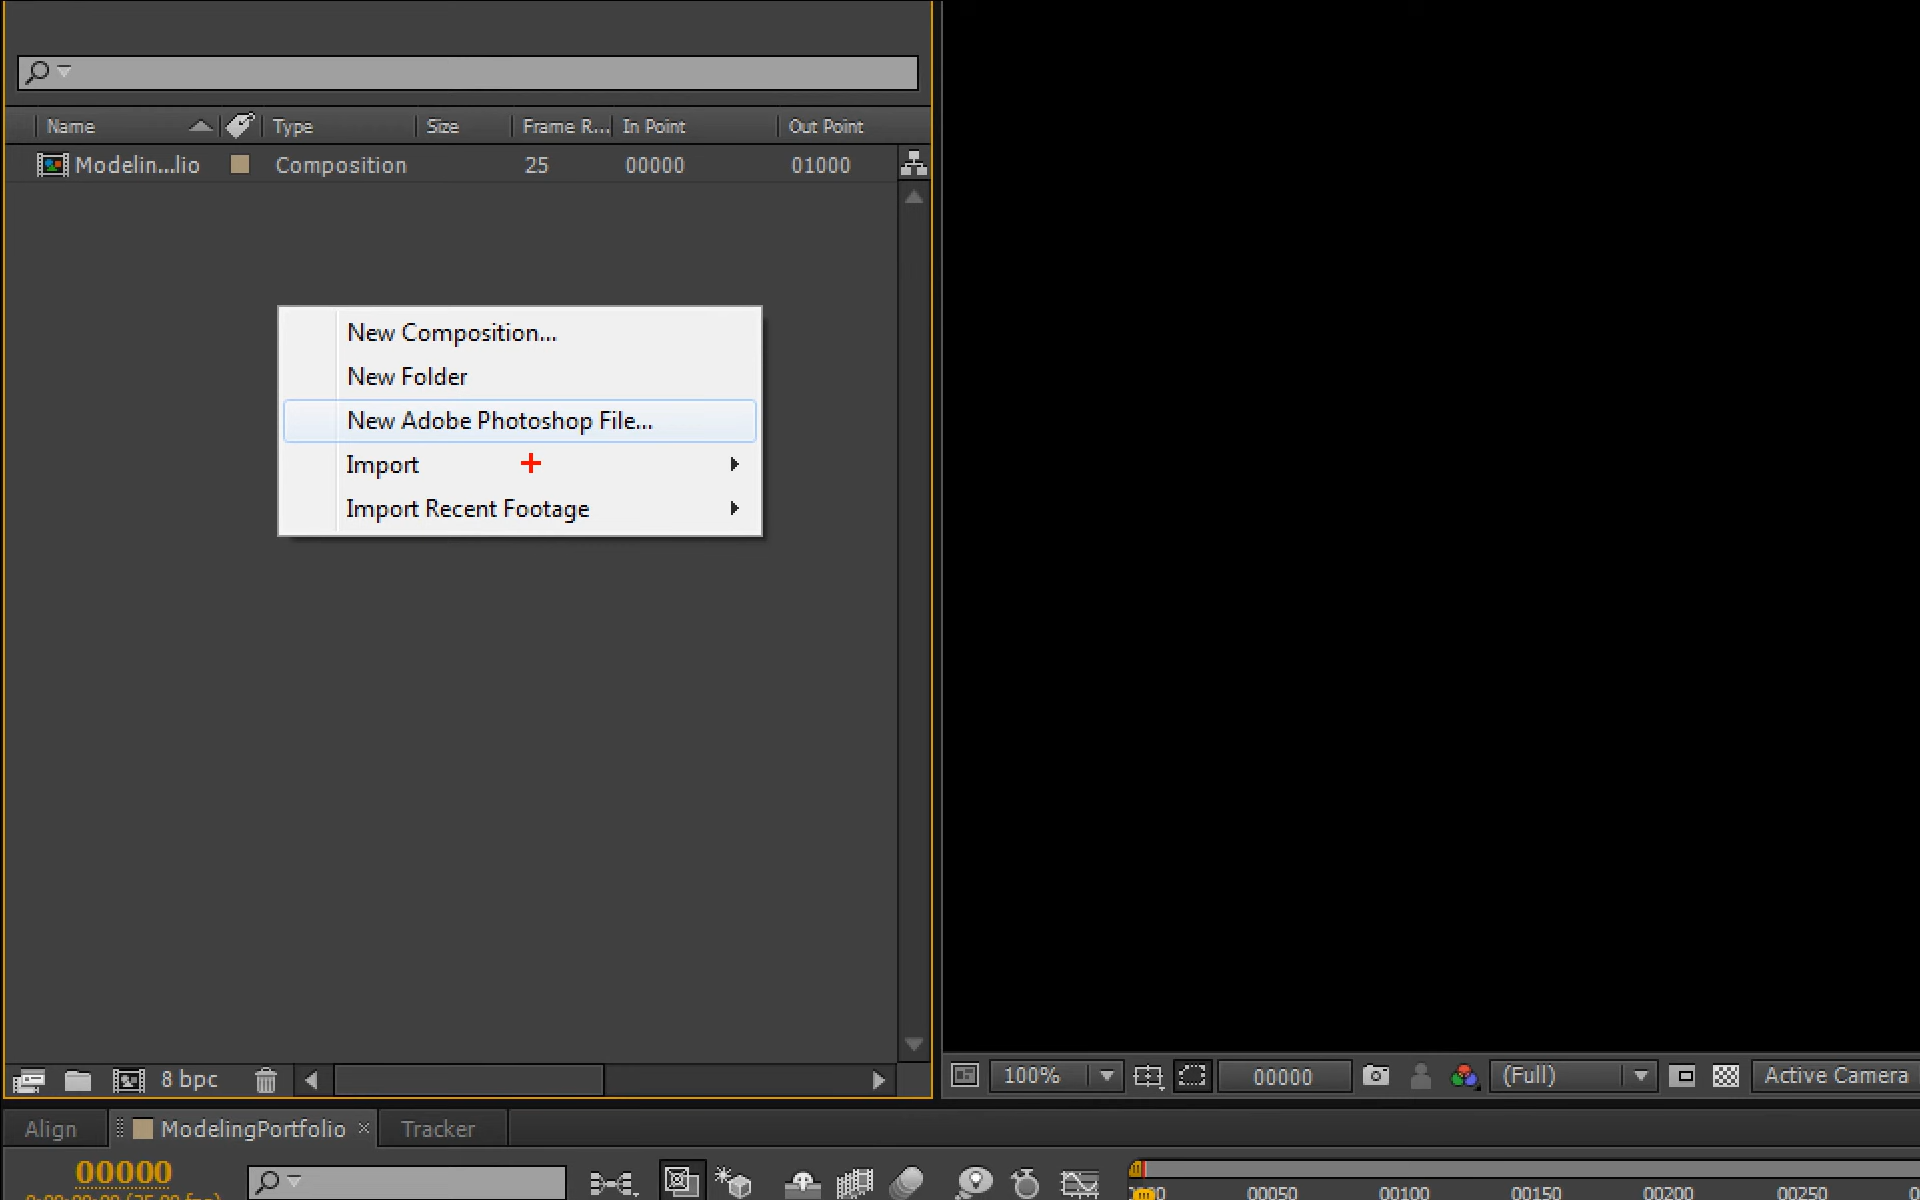 Name Type Size Frame R... In Point Out Point
Modelin...lio Composition 25 00000 01000
New Composition...
New Folder
New Adobe Photoshop File...
Import
Import Recent Footage
8 bpc
100% 00000 (Full) Active Camera
Align ModelingPortfolio × Tracker
00000
00050 00100 00150 00200 00250